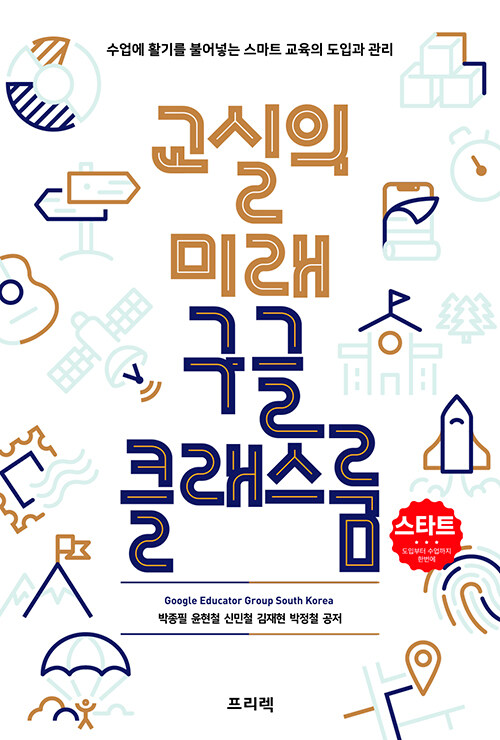 수업에 활기를 불어넣는 스마트 교육의 도입과 관리
교실의
미래
구글
클래스룸
스타트
도입부터 수업까지
한번에
Google Educator Group South Korea
박종필 윤현철 신민철 김재현 박정철 공저
프리렉